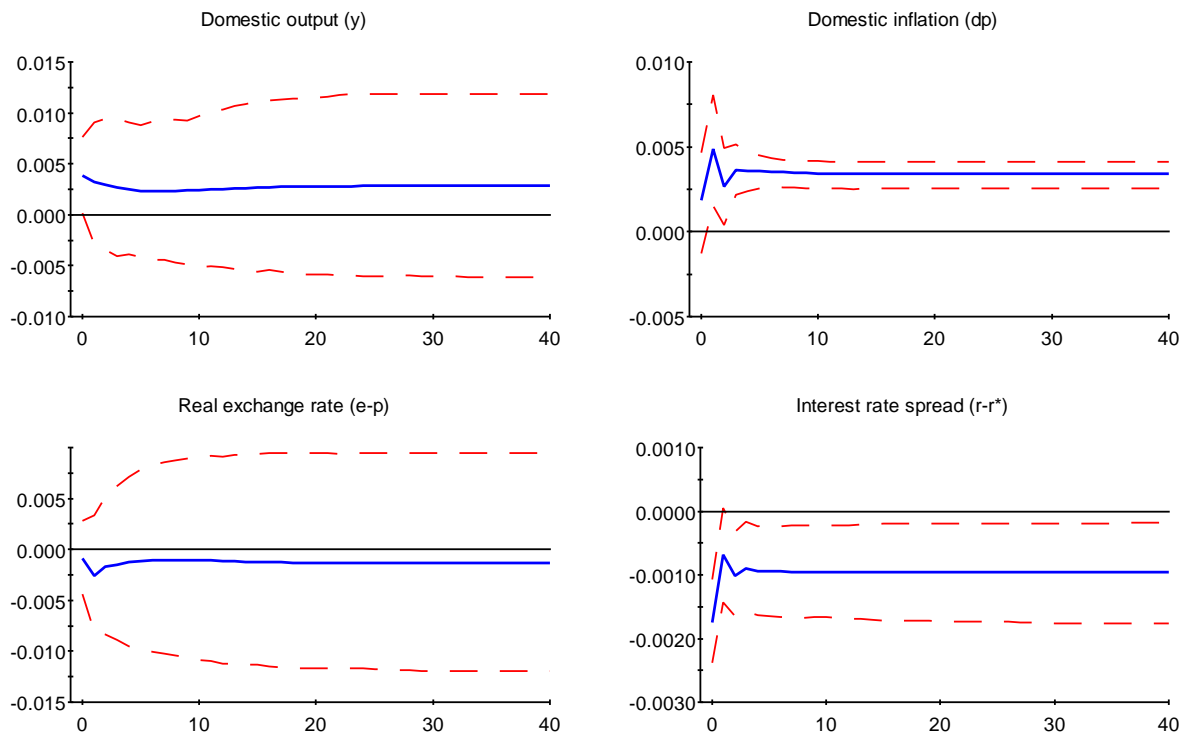 Domestic output (y)
0.015
0.010
0.005
0.000
-0.005
-0.010
0 10 20 30 40
Domestic inflation (dp)
0.010
0.005
0.000
-0.005
0 10 20 30 40
Real exchange rate (e-p)
0.005
0.000
-0.005
-0.010
-0.015
0 10 20 30 40
Interest rate spread (r-r*)
0.0010
0.0000
-0.0010
-0.0020
-0.0030
0 10 20 30 40